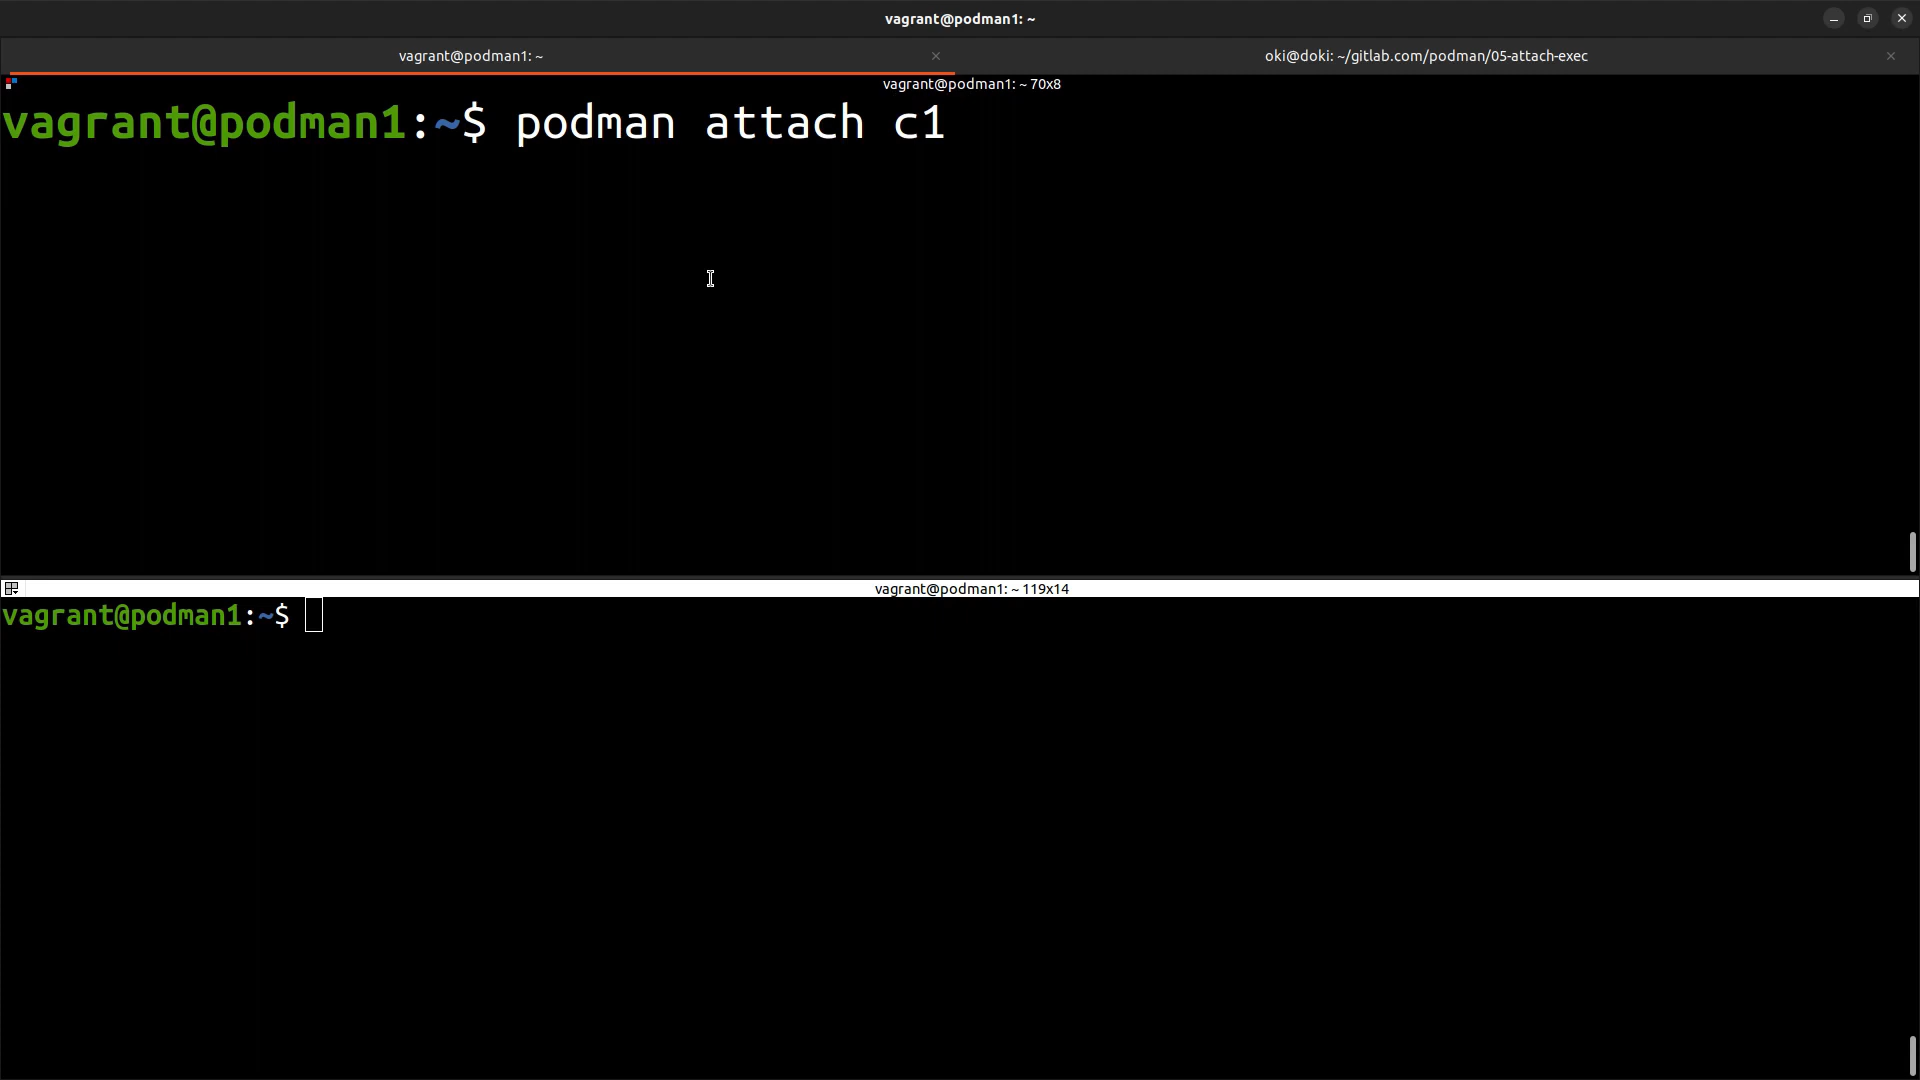 vagrant@podman1: ~
vagrant@podman1: ~ × oki@doki: ~/gitlab.com/podman/05-attach-exec ×
vagrant@podman1: ~ 70x8
vagrant@podman1:~$ podman attach c1
vagrant@podman1: ~ 119x14
vagrant@podman1:~$